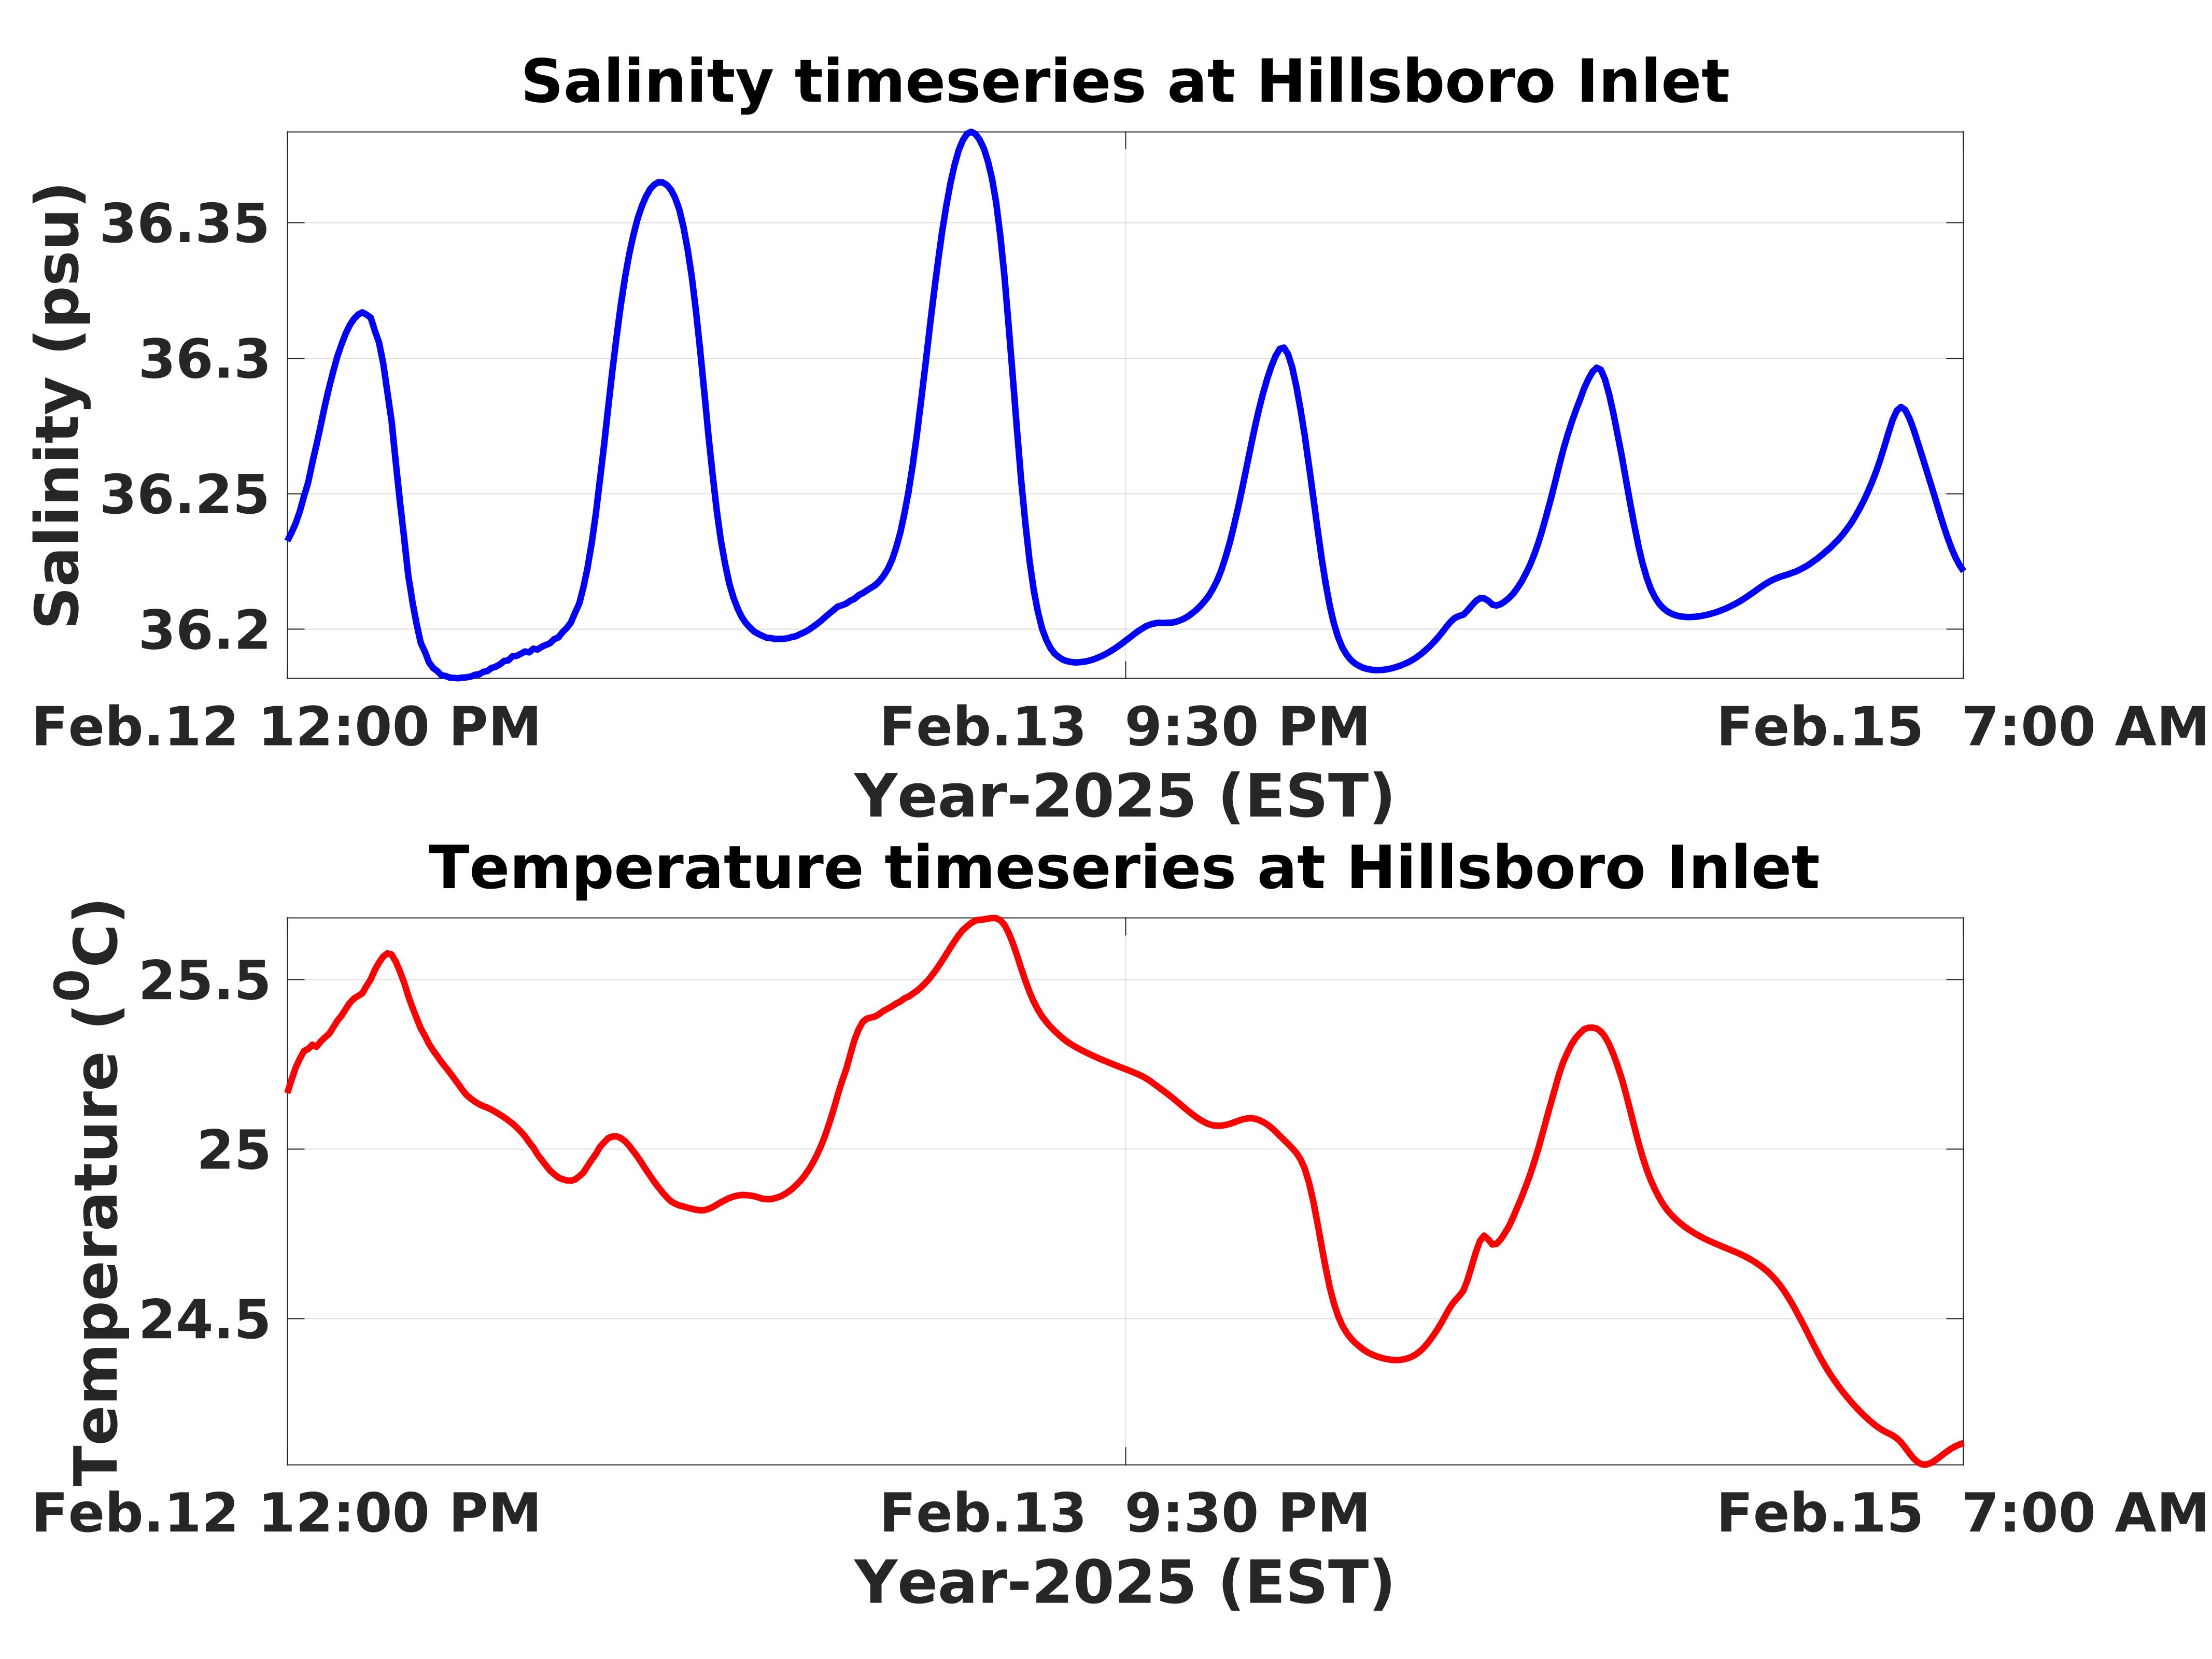 Salinity timeseries at Hillsboro Inlet
Salinity (psu)
36.35
36.3
36.25
36.2
Feb.12 12:00 PM Feb.13  9:30 PM Feb.15  7:00 AM
Year-2025 (EST)
Temperature timeseries at Hillsboro Inlet
Temperature (⁰C)
25.5
25
24.5
Feb.12 12:00 PM Feb.13  9:30 PM Feb.15  7:00 AM
Year-2025 (EST)